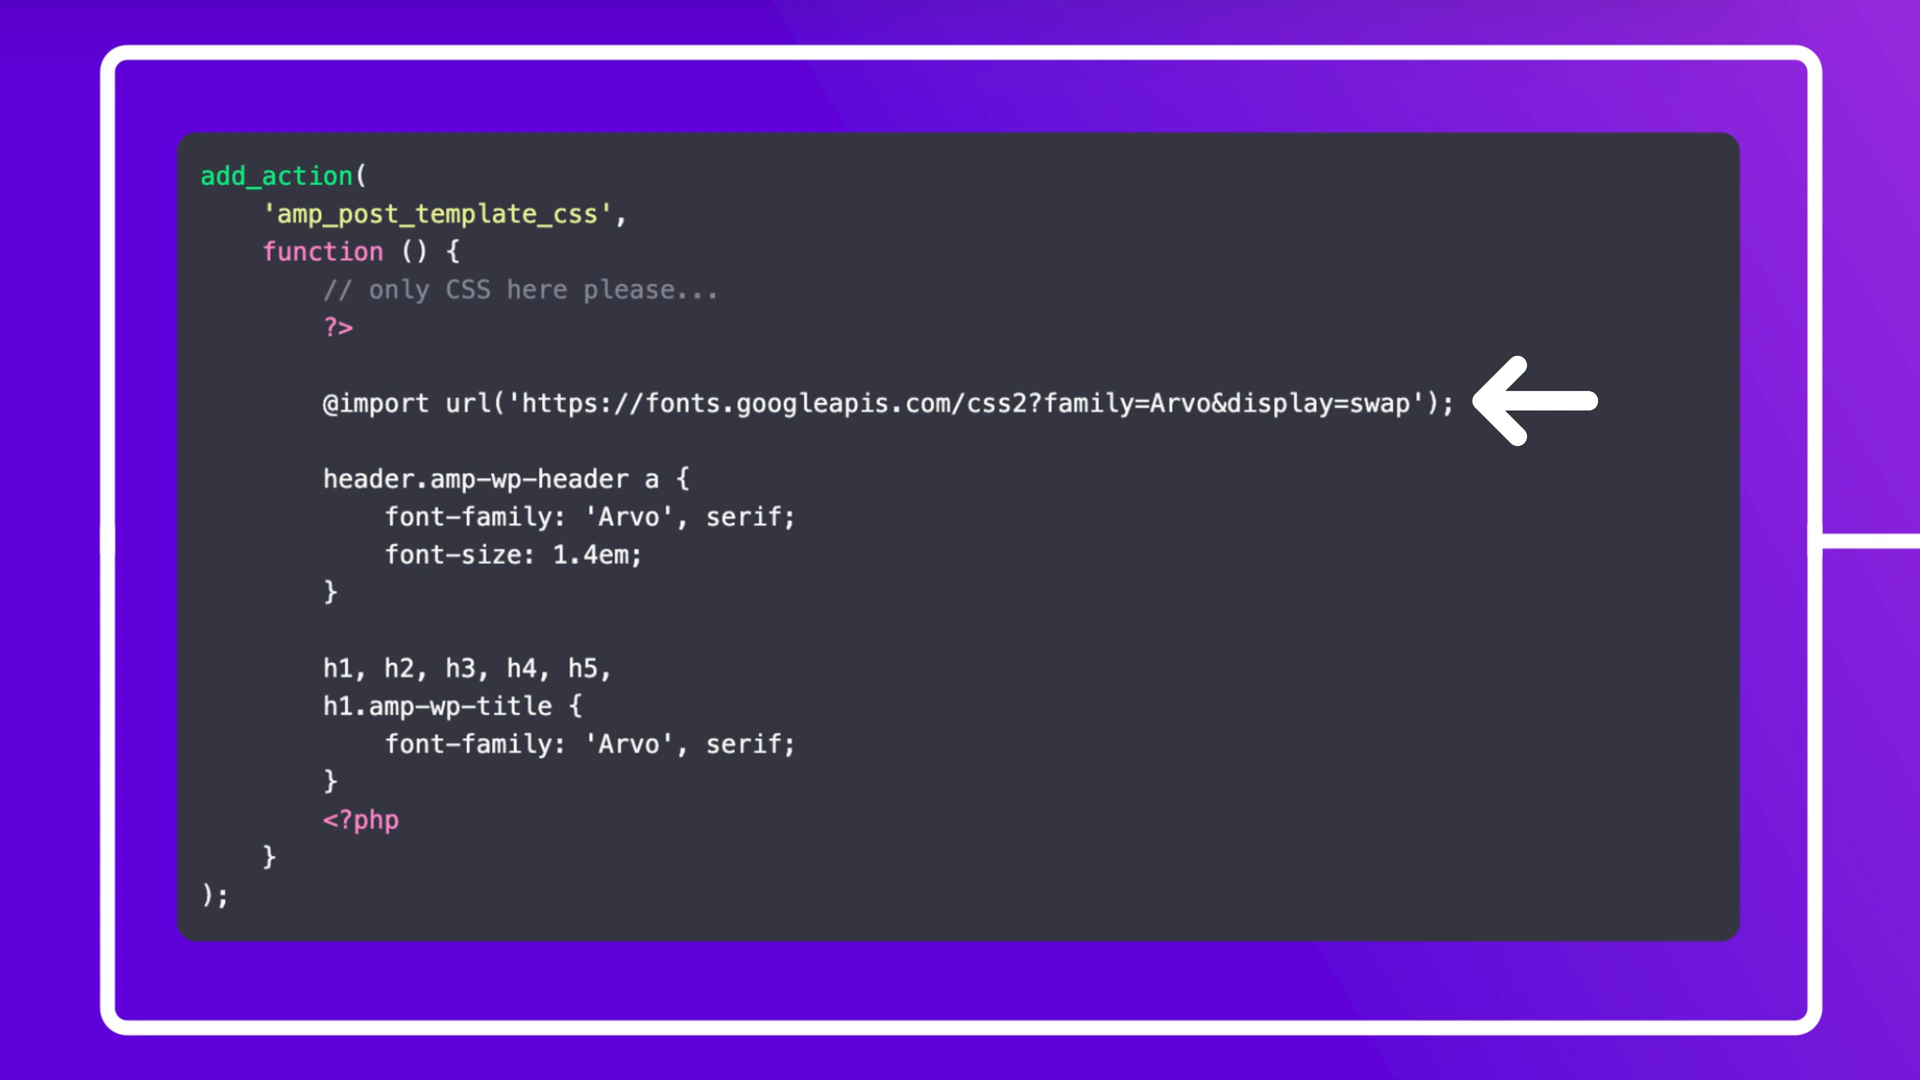 add_action(
    'amp_post_template_css',
    function () {
        // only CSS here please...
        ?>
        @import url('https://fonts.googleapis.com/css2?family=Arvo&display=swap');
        header.amp-wp-header a {
            font-family: 'Arvo', serif;
            font-size: 1.4em;
        }
        h1, h2, h3, h4, h5,
        h1.amp-wp-title {
            font-family: 'Arvo', serif;
        }
        <?php
    }
);